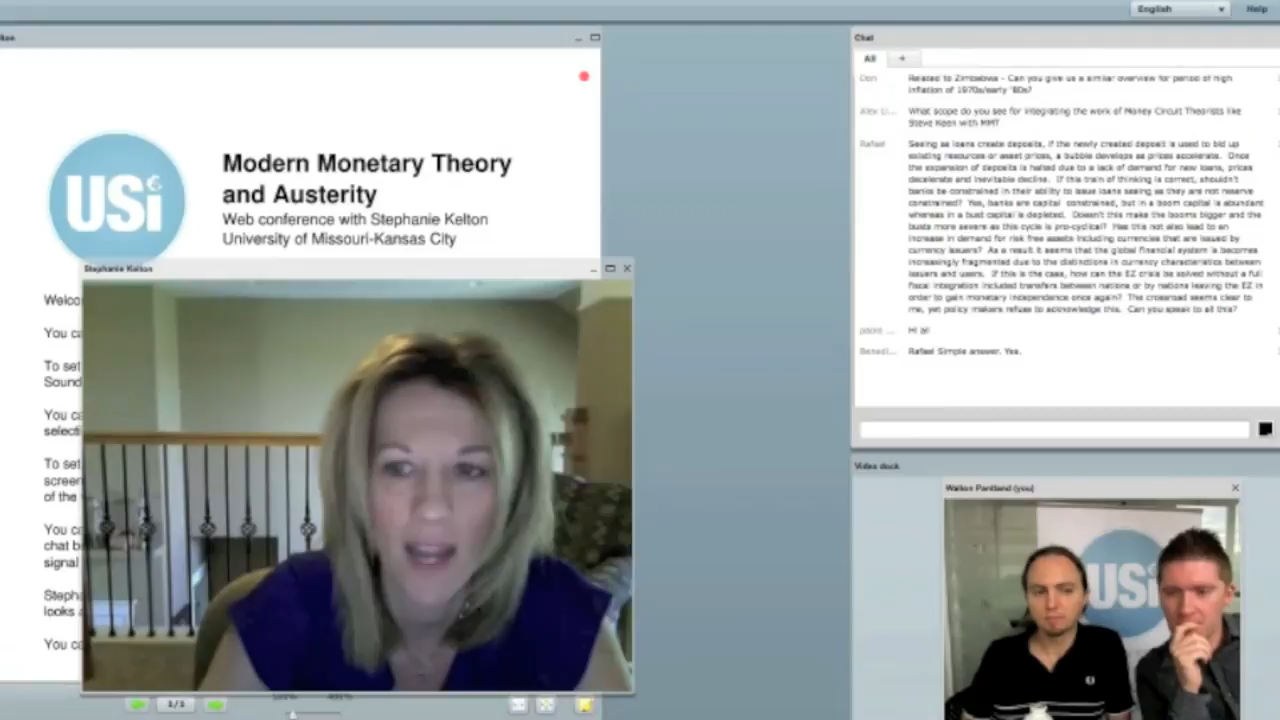 English
Help
Chat
All
+
USi
Modern Monetary Theory
and Austerity
Web conference with Stephanie Kelton
University of Missouri-Kansas City
Stephanie Kelton
Welco
You ca
To set
Sound
You ca
selecti
To set
screen
of the
You ca
chat b
signal
Steph
looks
You ca
1/1
Don
Related to Zimbabwe - Can you give us a similar overview for period of high
inflation of 1970s/early '80s?
Alex Li...
What scope do you see for integrating the work of Money Circuit Theorists like
Steve Keen with MMT
Rafael
Seeing as loans create deposits, if the newly created deposit is used to bid up
existing resources or asset prices, a bubble develops as prices accelerate. Once
the expansion of deposits is halted due to a lack of demand for new loans, prices
decelerate and inevitable decline. If this train of thinking is correct, shouldn't
banks be constrained in their ability to issue loans seeing as they are not reserve
constrained? Yes, banks are capital constrained, but in a boom capital is abundant
whereas in a bust capital is depleted. Doesn't this make the booms bigger and the
busts more severe as this cycle is pro-cyclical? Has this not also lead to an
increase in demand for risk free assets including currencies that are issued by
currency issuers? As a result it seems that the global financial system is becomes
increasingly fragmented due to the distinctions in currency characteristics between
issuers and users. If this is the case, how can the EZ crisis be solved without a full
fiscal integration included transfers between nations or by nations leaving the EZ in
order to gain monetary independence once again? The crossroad seems clear to
me, yet policy makers refuse to acknowledge this. Can you speak to all this?
Benedi...
Rafael Simple answer. Yes.
Video dock
Walton Pantland (you)
USi